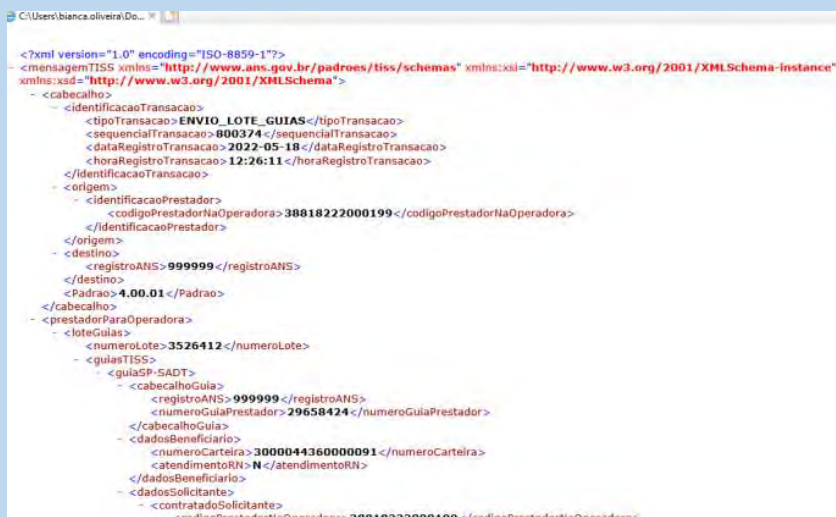 C:\Users\bianca.oliveira\Do...
<?xml version="1.0" encoding="ISO-8859-1"?>
- <mensagemTISS xmlns="http://www.ans.gov.br/padroes/tiss/schemas" xmlns:xsi="http://www.w3.org/2001/XMLSchema-instance"
xmlns:xsd="http://www.w3.org/2001/XMLSchema">
- <cabecalho>
- <identificacaoTransacao>
<tipoTransacao>ENVIO_LOTE_GUIAS</tipoTransacao>
<sequencialTransacao>800374</sequencialTransacao>
<dataRegistroTransacao>2022-05-18</dataRegistroTransacao>
<horaRegistroTransacao>12:26:11</horaRegistroTransacao>
</identificacaoTransacao>
- <origem>
- <identificacaoPrestador>
<codigoPrestadorNaOperadora>38818222000199</codigoPrestadorNaOperadora>
</identificacaoPrestador>
</origem>
- <destino>
<registroANS>999999</registroANS>
</destino>
<Padrao>4.00.01</Padrao>
</cabecalho>
- <prestadorParaOperadora>
- <loteGuias>
<numeroLote>3526412</numeroLote>
- <guiasTISS>
- <guiaSP-SADT>
- <cabecalhoGuia>
<registroANS>999999</registroANS>
<numeroGuiaPrestador>29658424</numeroGuiaPrestador>
</cabecalhoGuia>
- <dadosBeneficiario>
<numeroCarteira>3000044360000091</numeroCarteira>
<atendimentoRN>N</atendimentoRN>
</dadosBeneficiario>
- <dadosSolicitante>
- <contratadoSolicitante>
<codigoPrestadorNaOperadora>38818222000199</codigoPrestadorNaOperadora>